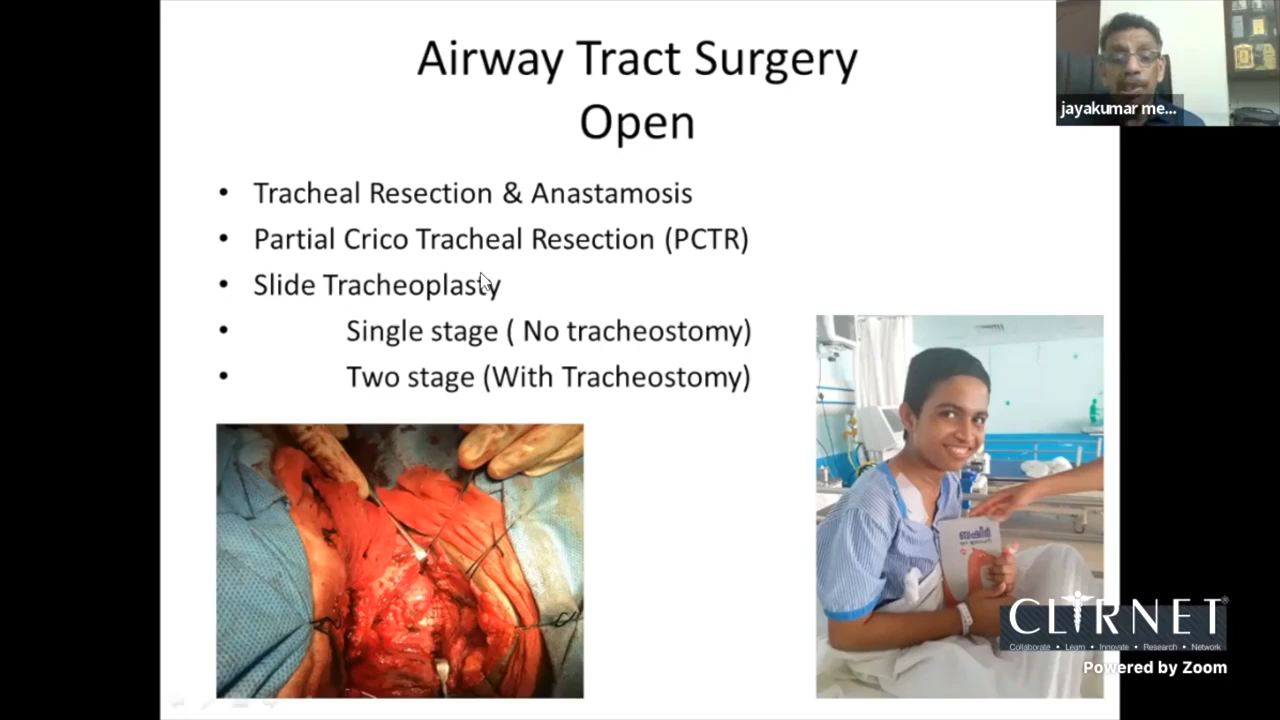 Airway Tract Surgery
Open
• Tracheal Resection & Anastamosis
• Partial Crico Tracheal Resection (PCTR)
• Slide Tracheoplasty
• Single stage ( No tracheostomy)
• Two stage (With Tracheostomy)
jayakumar me...
ബഷീർ
CLIRNET®
Collaborate • Learn • Innovate • Research • Network
Powered by Zoom